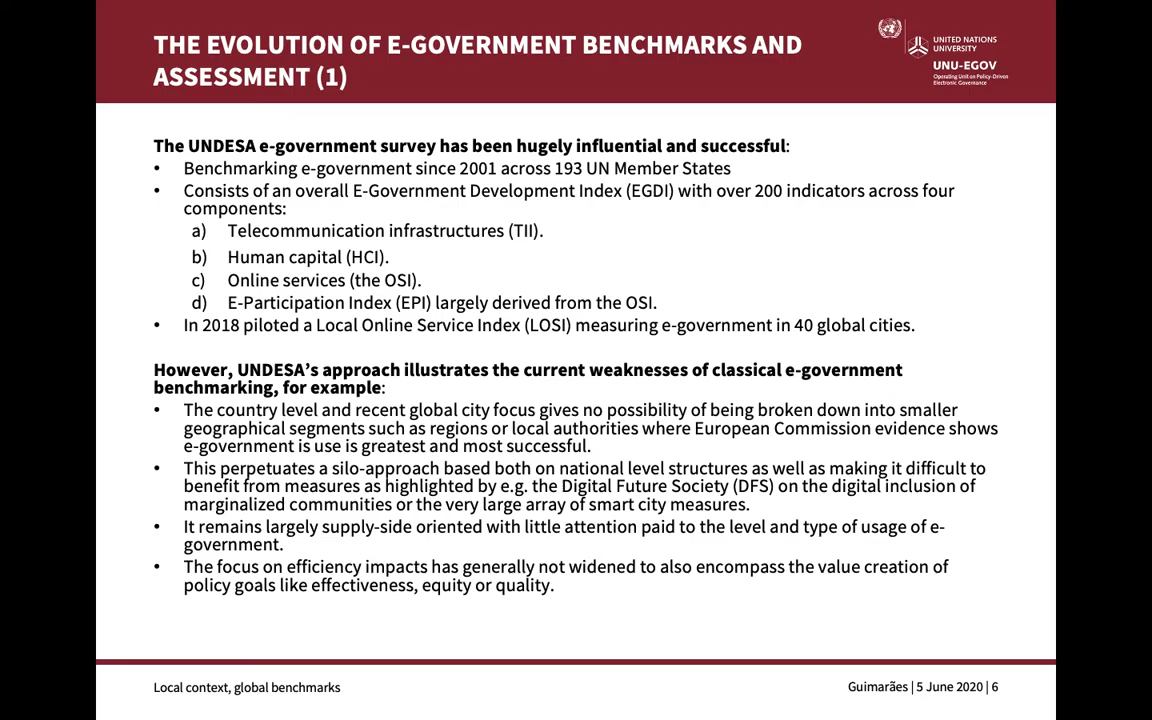 THE EVOLUTION OF E-GOVERNMENT BENCHMARKS AND
ASSESSMENT (1)
UNITED NATIONS
UNIVERSITY
UNU-EGOV
Operating Unit on Policy-Driven
Electronic Governance
The UNDESA e-government survey has been hugely influential and successful:
• Benchmarking e-government since 2001 across 193 UN Member States
• Consists of an overall E-Government Development Index (EGDI) with over 200 indicators across four
components:
a) Telecommunication infrastructures (TII).
b) Human capital (HCI).
c) Online services (the OSI).
d) E-Participation Index (EPI) largely derived from the OSI.
• In 2018 piloted a Local Online Service Index (LOSI) measuring e-government in 40 global cities.
However, UNDESA's approach illustrates the current weaknesses of classical e-government
benchmarking, for example:
• The country level and recent global city focus gives no possibility of being broken down into smaller
geographical segments such as regions or local authorities where European Commission evidence shows
e-government is use is greatest and most successful.
• This perpetuates a silo-approach based both on national level structures as well as making it difficult to
benefit from measures as highlighted by e.g. the Digital Future Society (DFS) on the digital inclusion of
marginalized communities or the very large array of smart city measures.
• It remains largely supply-side oriented with little attention paid to the level and type of usage of e-
government.
• The focus on efficiency impacts has generally not widened to also encompass the value creation of
policy goals like effectiveness, equity or quality.
Local context, global benchmarks
Guimarães | 5 June 2020 | 6